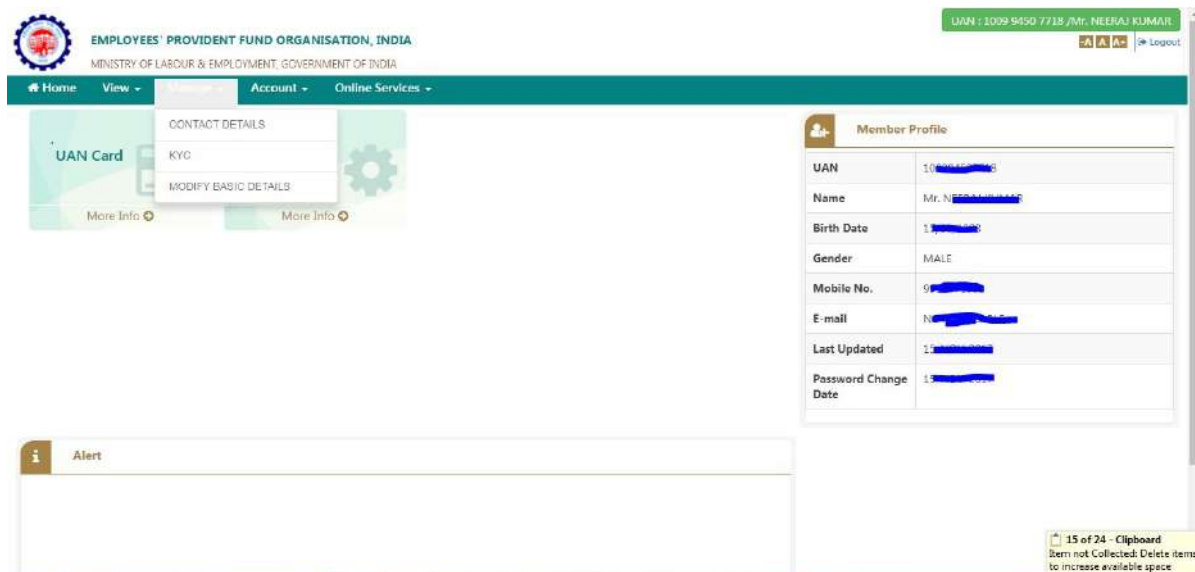 UAN : 1009 9450 7718 /Mr. NEERAJ KUMAR
EMPLOYEES' PROVIDENT FUND ORGANISATION, INDIA
-A A A+ Logout
MINISTRY OF LABOUR & EMPLOYMENT, GOVERNMENT OF INDIA
Home View Account Online Services
CONTACT DETAILS
KYC
MODIFY BASIC DETAILS
UAN Card
More Info
More Info
Member Profile
UAN
Name Mr.
Birth Date
Gender MALE
Mobile No.
E-mail
Last Updated
Password Change
Date
Alert
15 of 24 - Clipboard
Item not Collected: Delete items
to increase available space